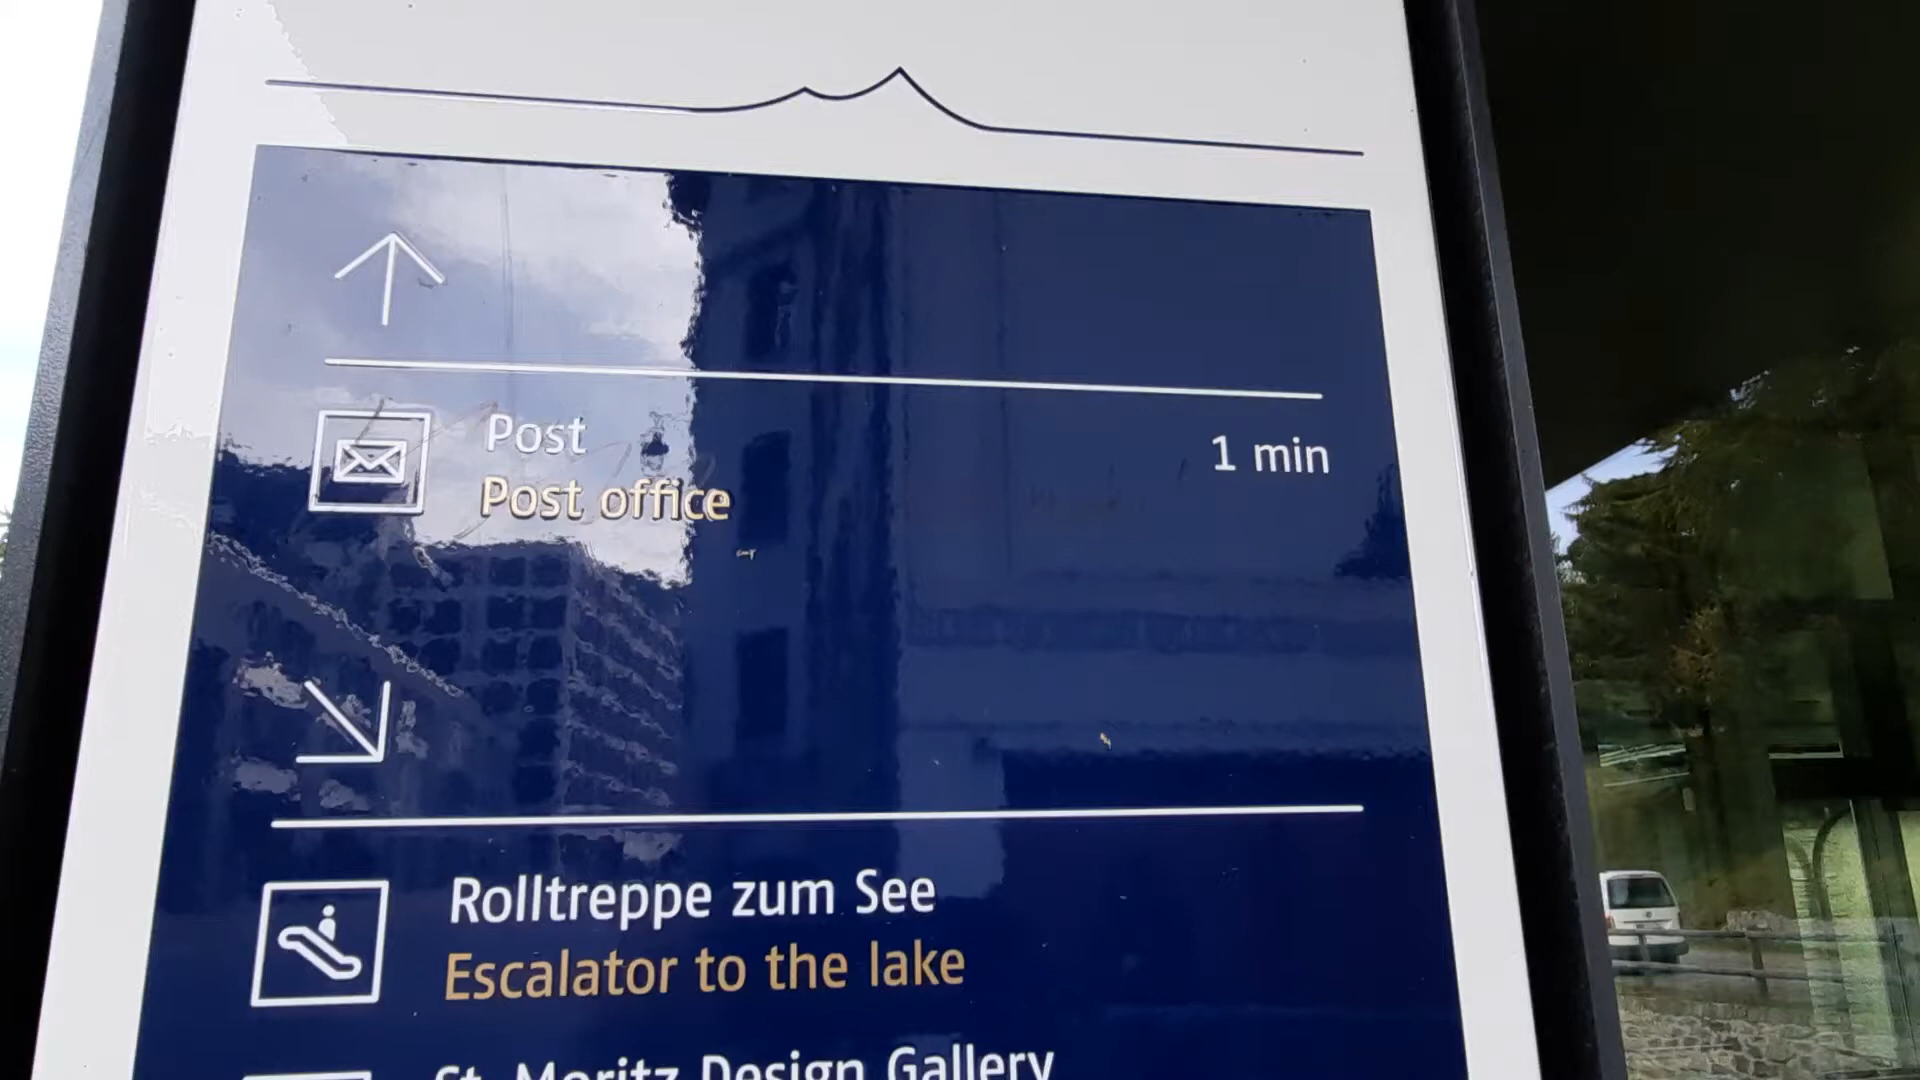 Post
Post office
1 min
Rolltreppe zum See
Escalator to the lake
St. Moritz Design Gallery